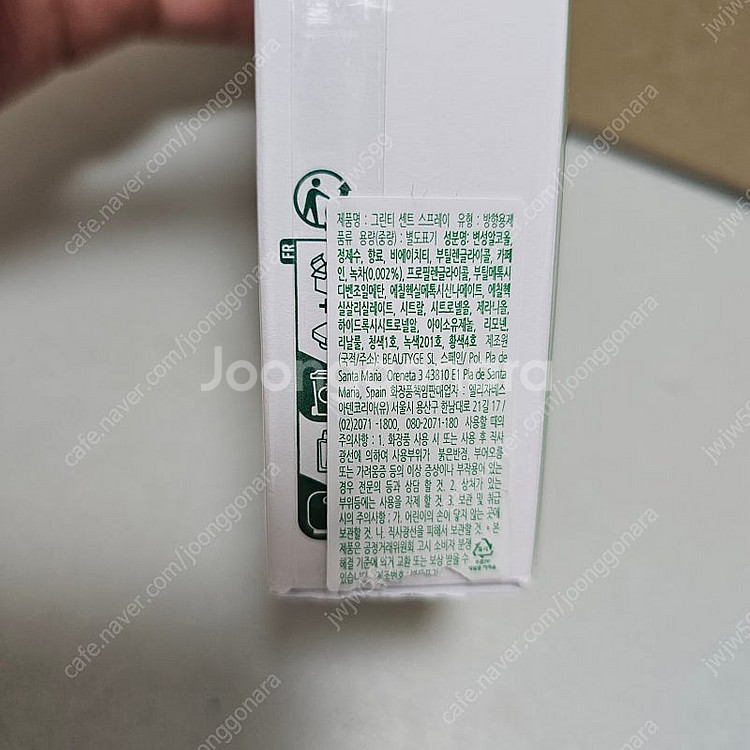 제품명 : 그린티 센트 스프레이 유형 : 방향용제
품류 용량(중량) : 별도표기 성분명: 변성알코올,
정제수, 향료, 비에이치티, 부틸렌글라이콜, 카페
인, 녹차(0.002%), 프로필렌글라이콜, 부틸메톡시
디벤조일메탄, 에칠헥실메톡시신나메이트, 에칠헥
실살리실레이트, 시트랄, 시트로넬올, 제라니올,
하이드록시시트로넬알, 아이소유제놀, 리모넨,
리날룰, 청색1호, 녹색201호, 황색4호 제조원
(국적/주소): BEAUTYGE SL, 스페인/ Pol. Pla de
Santa Maria Oreneta 3 43810 E1 Pla de Santa
Maria, Spain 화장품책임판매업자 : 엘리자베스
아덴코리아(유) 서울시 용산구 한남대로 21길 17 /
(02)2071 -1800, 080-2071-180 사용할 때의
주의사항 : 1. 화장품 사용 시 또는 사용 후 직사
광선에 의하여 사용부위가 붉은반점, 부어오름
또는 가려움증 등의 이상 증상이나 부작용이 있는
경우 전문의 등과 상담 할 것. 2. 상처가 있는
부위등에는 사용을 자제 할 것. 3. 보관 및 취급
시의 주의사항 ; 가. 어린이의 손이 닿지 않는 곳에
보관할 것. 나. 직사광선을 피해서 보관할 것. • 본
제품은 공정거래위원회 고시 소비자 분쟁
해결 기준에 의거 교환 또는 보상 받을 수
있습니다.
FR
Joonggonara
cafe.naver.com/joonggonara
jwjw599